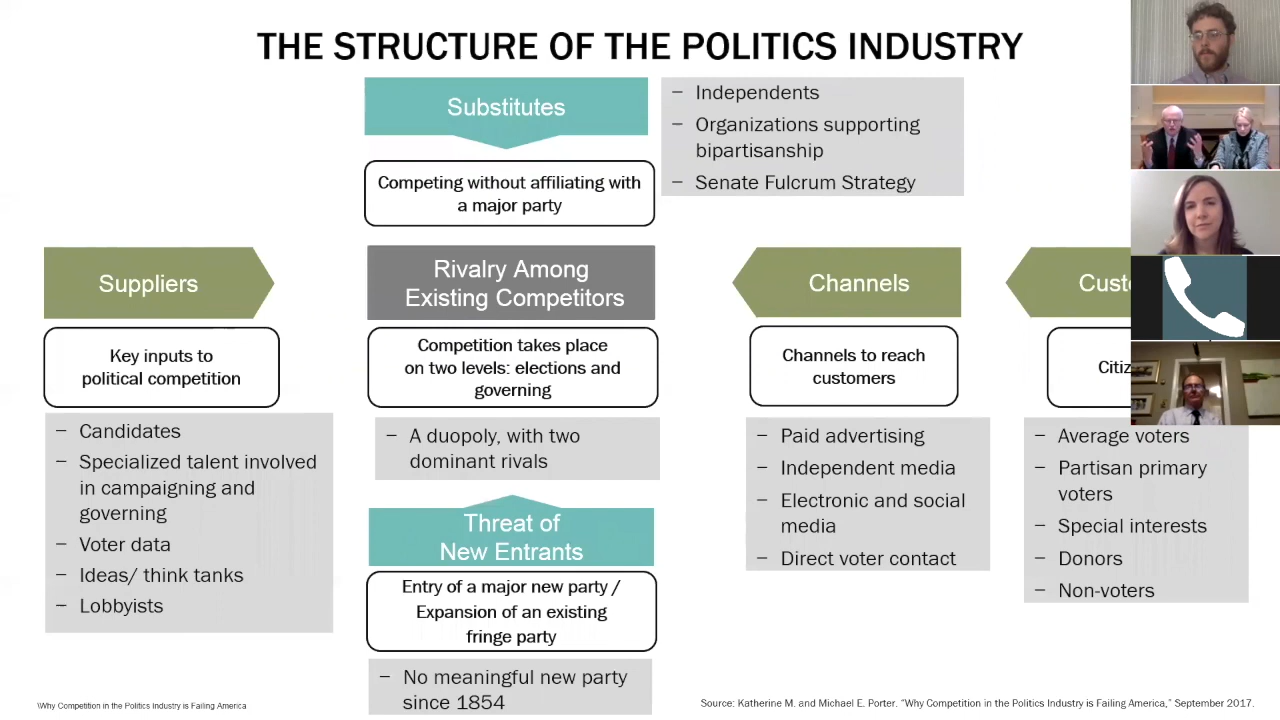 THE STRUCTURE OF THE POLITICS INDUSTRY
Substitutes
Competing without affiliating with
a major party
– Independents
– Organizations supporting
bipartisanship
– Senate Fulcrum Strategy
Suppliers
Key inputs to
political competition
– Candidates
– Specialized talent involved
in campaigning and
governing
– Voter data
– Ideas/ think tanks
– Lobbyists
Rivalry Among
Existing Competitors
Competition takes place
on two levels: elections and
governing
– A duopoly, with two
dominant rivals
Threat of
New Entrants
Entry of a major new party /
Expansion of an existing
fringe party
– No meaningful new party
since 1854
Channels
Channels to reach
customers
– Paid advertising
– Independent media
– Electronic and social
media
– Direct voter contact
– Average voters
– Partisan primary
voters
– Special interests
– Donors
– Non-voters
\Why Competition in the Politics Industry is Failing America
Source: Katherine M. and Michael E. Porter. “Why Competition in the Politics Industry is Failing America,” September 2017.